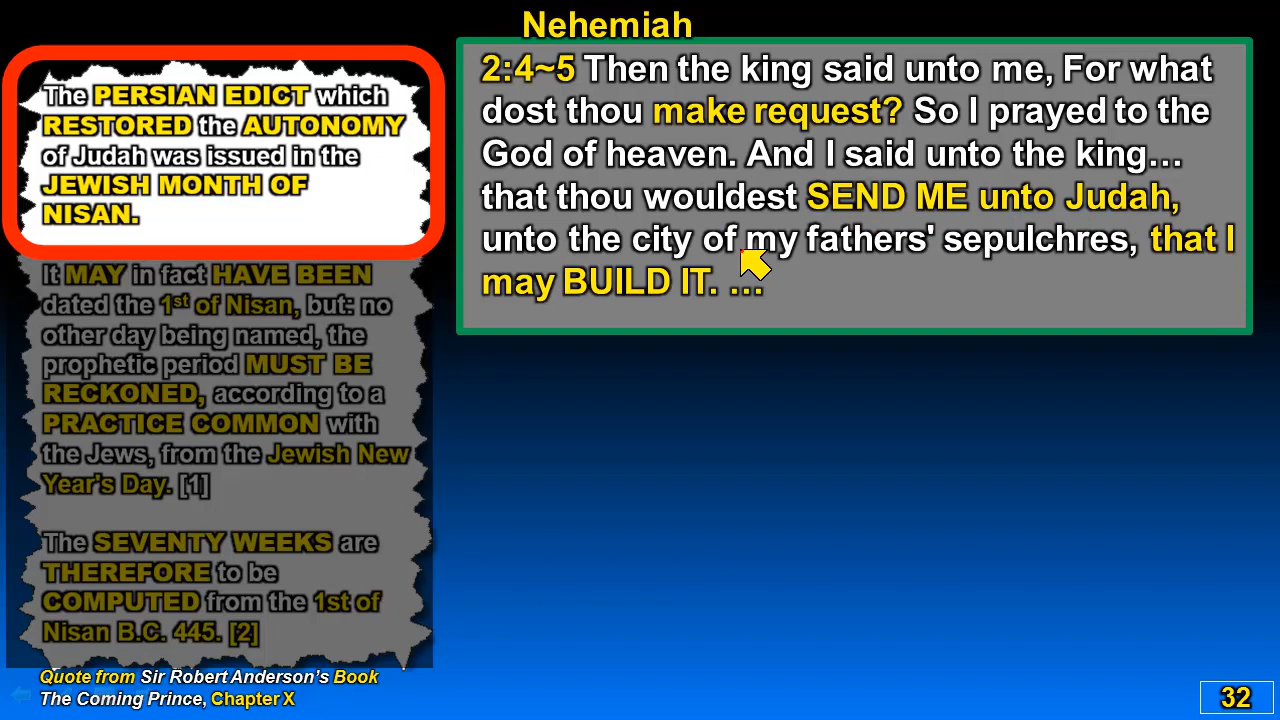 Nehemiah
The PERSIAN EDICT which
RESTORED the AUTONOMY
of Judah was issued in the
JEWISH MONTH OF
NISAN.
It MAY in fact HAVE BEEN
dated the 1st of Nisan, but: no
other day being named, the
prophetic period MUST BE
RECKONED, according to a
PRACTICE COMMON with
the Jews, from the Jewish New
Year's Day. [1]
The SEVENTY WEEKS are
THEREFORE to be
COMPUTED from the 1st of
Nisan B.C. 445. [2]
2:4~5 Then the king said unto me, For what
dost thou make request? So I prayed to the
God of heaven. And I said unto the king…
that thou wouldest SEND ME unto Judah,
unto the city of my fathers' sepulchres, that I
may BUILD IT. …
Quote from Sir Robert Anderson's Book
The Coming Prince, Chapter X
32